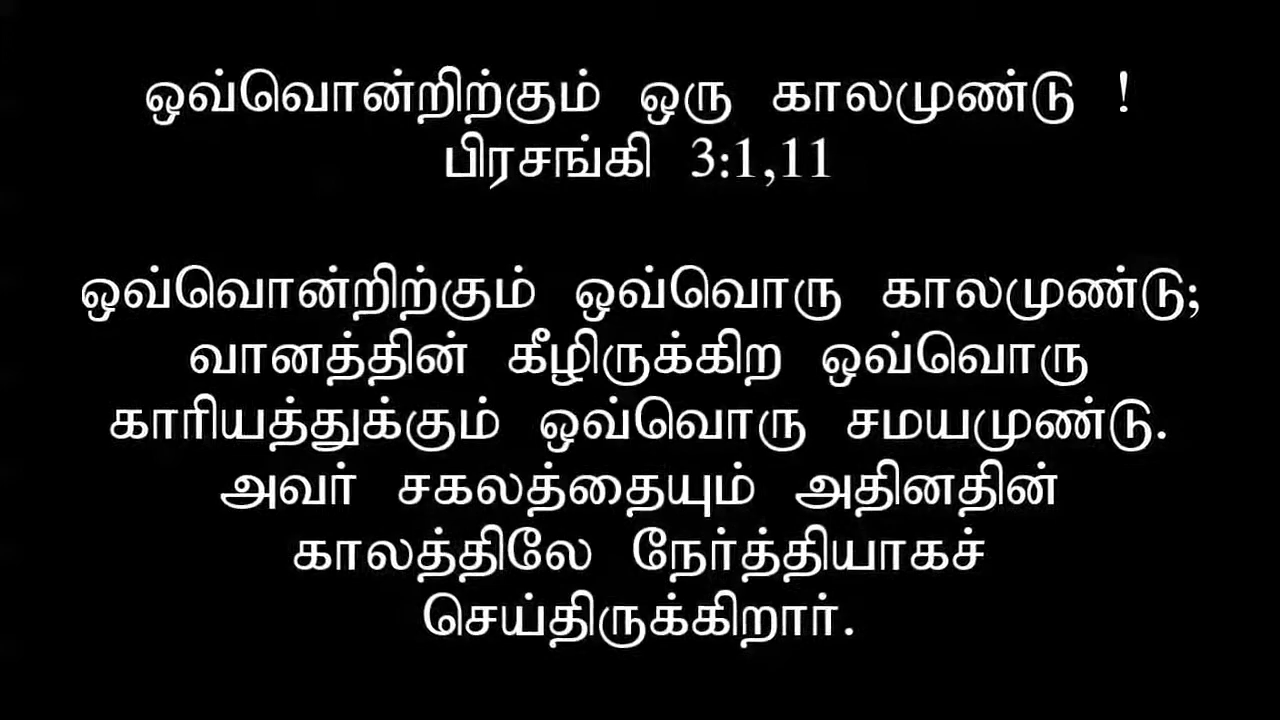 ஒவ்வொன்றிற்கும் ஒரு காலமுண்டு !
பிரசங்கி 3:1,11
ஒவ்வொன்றிற்கும் ஒவ்வொரு காலமுண்டு;
வானத்தின் கீழிருக்கிற ஒவ்வொரு
காரியத்துக்கும் ஒவ்வொரு சமயமுண்டு.
அவர் சகலத்தையும் அதினதின்
காலத்திலே நேர்த்தியாகச்
செய்திருக்கிறார்.